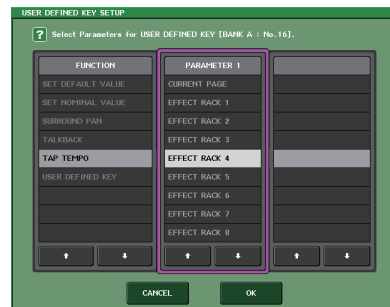 USER DEFINED KEY SETUP
? Select Parameters for USER DEFINED KEY [BANK A : No.16].
FUNCTION
SET DEFAULT VALUE
SET NOMINAL VALUE
SURROUND PAN
TALKBACK
TAP TEMPO
USER DEFINED KEY
PARAMETER 1
CURRENT PAGE
EFFECT RACK 1
EFFECT RACK 2
EFFECT RACK 3
EFFECT RACK 4
EFFECT RACK 5
EFFECT RACK 6
EFFECT RACK 7
EFFECT RACK 8
CANCEL
OK